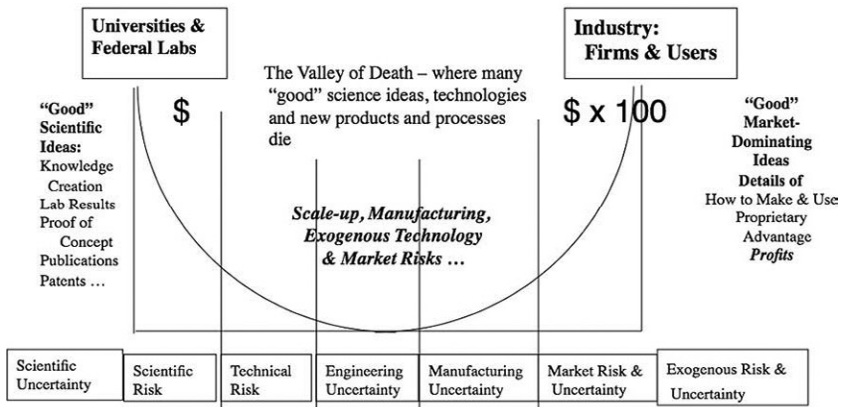 Universities &
Federal Labs
Industry:
Firms & Users
The Valley of Death – where many
“good” science ideas, technologies
and new products and processes
die
$
$ x 100
“Good”
Scientific
Ideas:
Knowledge
Creation
Lab Results
Proof of
Concept
Publications
Patents …
Scale-up, Manufacturing,
Exogenous Technology
& Market Risks …
“Good”
Market-
Dominating
Ideas
Details of
How to Make & Use
Proprietary
Advantage
Profits
Scientific
Uncertainty
Scientific
Risk
Technical
Risk
Engineering
Uncertainty
Manufacturing
Uncertainty
Market Risk &
Uncertainty
Exogenous Risk &
Uncertainty